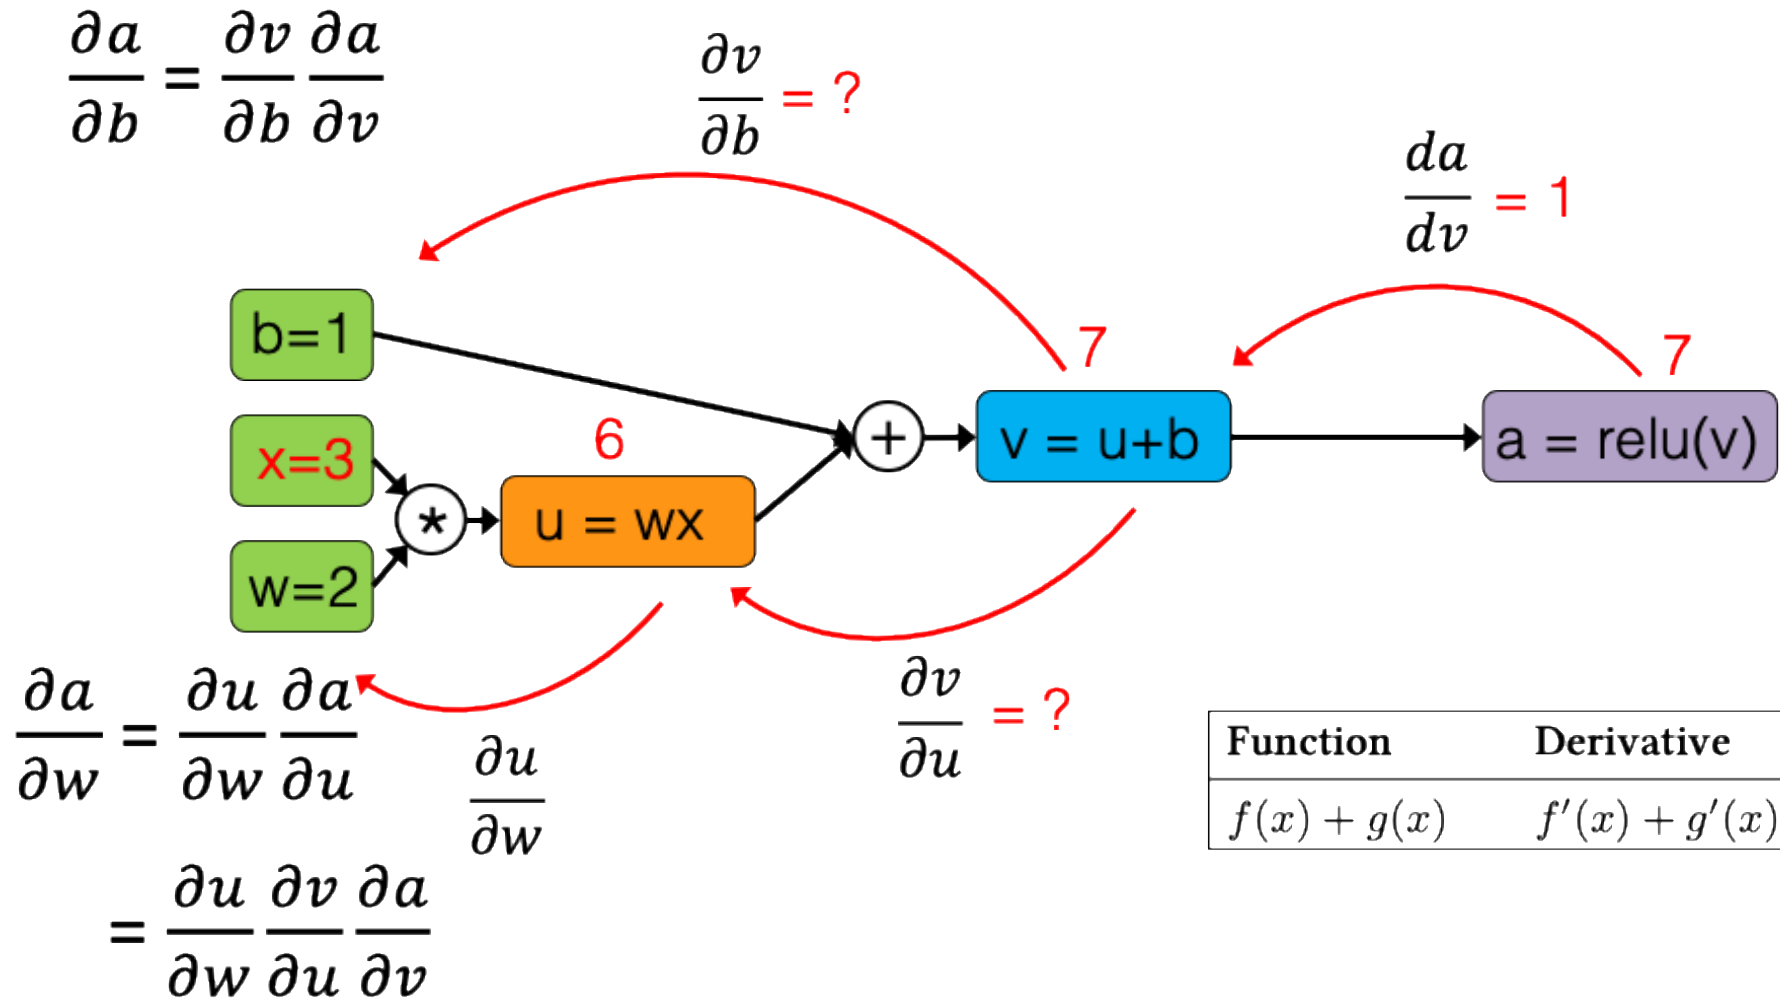 ∂a/∂b = ∂v/∂b ∂a/∂v
∂v/∂b = ?
da/dv = 1
b=1
7
7
x=3
6
+
v = u+b
a = relu(v)
*
u = wx
w=2
∂a/∂w = ∂u/∂w ∂a/∂u
∂u/∂w
∂v/∂u = ?
= ∂u/∂w ∂v/∂u ∂a/∂v
Function Derivative
f(x) + g(x) f′(x) + g′(x)